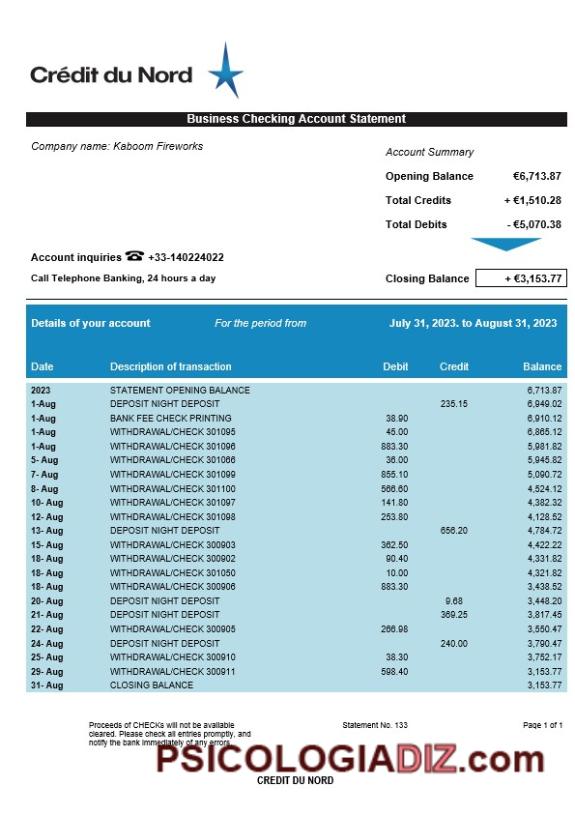 Crédit du Nord
Business Checking Account Statement
Company name: Kaboom Fireworks
Account Summary
Opening Balance €6,713.87
Total Credits + €1,510.28
Total Debits - €5,070.38
Account inquiries ☎ +33-140224022
Call Telephone Banking, 24 hours a day
Closing Balance + €3,153.77
Details of your account For the period from July 31, 2023. to August 31, 2023
Date Description of transaction Debit Credit Balance
2023 STATEMENT OPENING BALANCE 6,713.87
1-Aug DEPOSIT NIGHT DEPOSIT 235.15 6,949.02
1-Aug BANK FEE CHECK PRINTING 38.90 6,910.12
1-Aug WITHDRAWAL/CHECK 301095 45.00 6,865.12
1-Aug WITHDRAWAL/CHECK 301096 883.30 5,981.82
5- Aug WITHDRAWAL/CHECK 301066 36.00 5,945.82
7- Aug WITHDRAWAL/CHECK 301099 855.10 5,090.72
8- Aug WITHDRAWAL/CHECK 301100 566.60 4,524.12
10- Aug WITHDRAWAL/CHECK 301097 141.80 4,382.32
12- Aug WITHDRAWAL/CHECK 301098 253.80 4,128.52
13- Aug DEPOSIT NIGHT DEPOSIT 656.20 4,784.72
15- Aug WITHDRAWAL/CHECK 300903 362.50 4,422.22
18- Aug WITHDRAWAL/CHECK 300902 90.40 4,331.82
18- Aug WITHDRAWAL/CHECK 301050 10.00 4,321.82
18- Aug WITHDRAWAL/CHECK 300906 883.30 3,438.52
20- Aug DEPOSIT NIGHT DEPOSIT 9.68 3,448.20
21- Aug DEPOSIT NIGHT DEPOSIT 369.25 3,817.45
22- Aug WITHDRAWAL/CHECK 300905 266.98 3,550.47
24- Aug DEPOSIT NIGHT DEPOSIT 240.00 3,790.47
25- Aug WITHDRAWAL/CHECK 300910 38.30 3,752.17
29- Aug WITHDRAWAL/CHECK 300911 598.40 3,153.77
31- Aug CLOSING BALANCE 3,153.77
Proceeds of CHECKs will not be available Statement No. 133 Page 1 of 1
cleared. Please check all entries promptly, and
notify the bank immediately of any errors.
PSICOLOGIADIZ.com
CREDIT DU NORD